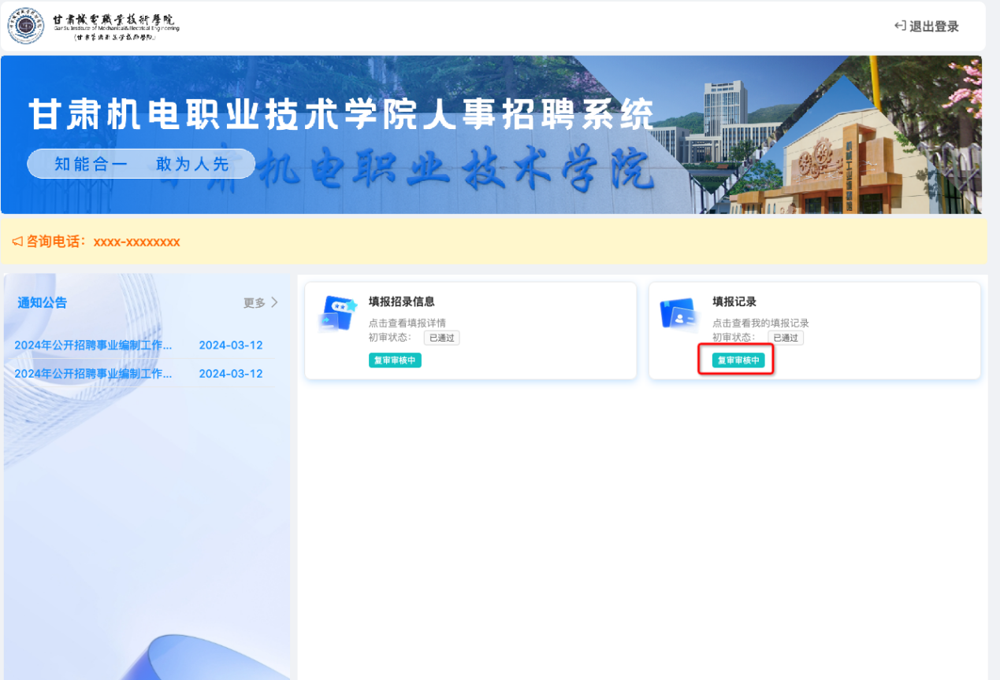 甘肃机电职业技术学院
GanSu Institute of Mechanical&Electrical Engineering
退出登录
甘肃机电职业技术学院人事招聘系统
知能合一 敢为人先
肃机电职业技术学院
咨询电话：xxxx-xxxxxxxx
通知公告
更多
2024年公开招聘事业编制工作... 2024-03-12
2024年公开招聘事业编制工作... 2024-03-12
填报招录信息
点击查看填报详情
初审状态： 已通过
复审审核中
填报记录
点击查看我的填报记录
初审状态： 已通过
复审审核中